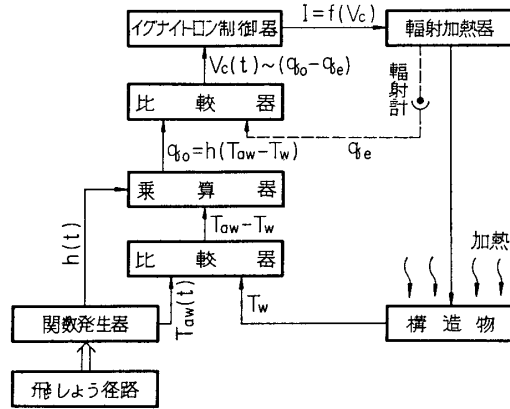 イグナイトロン制御器
I=f(Vc)
輻射加熱器
Vc(t)~(qo-qe)
輻射計
比較器
qe
qo=h(Taw-Tw)
乗算器
h(t)
Taw-Tw
加熱
比較器
Taw(t)
Tw
関数発生器
構造物
飛しょう径路